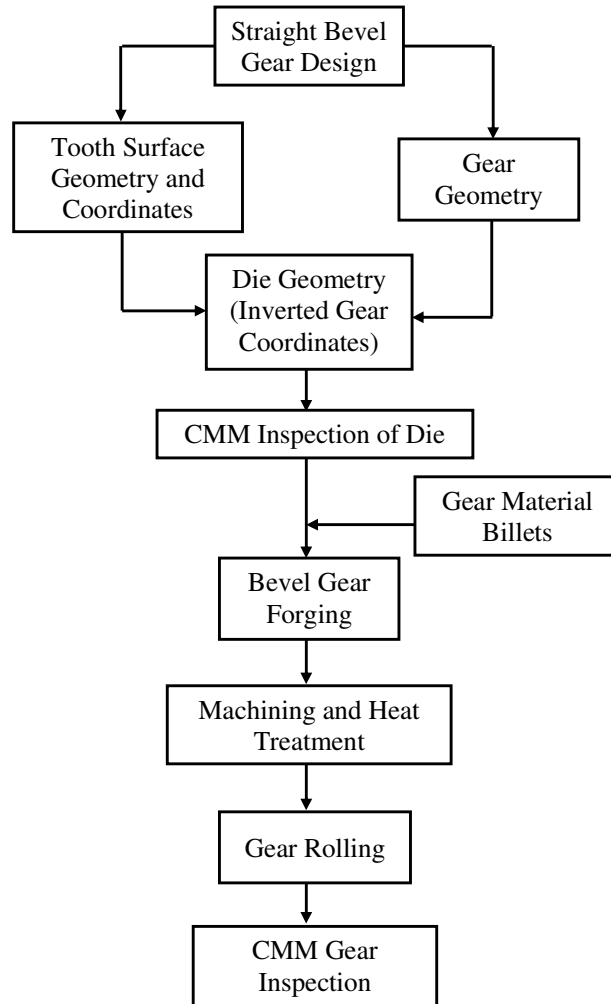 Straight Bevel
Gear Design
Tooth Surface
Geometry and
Coordinates
Gear
Geometry
Die Geometry
(Inverted Gear
Coordinates)
CMM Inspection of Die
Gear Material
Billets
Bevel Gear
Forging
Machining and Heat
Treatment
Gear Rolling
CMM Gear
Inspection